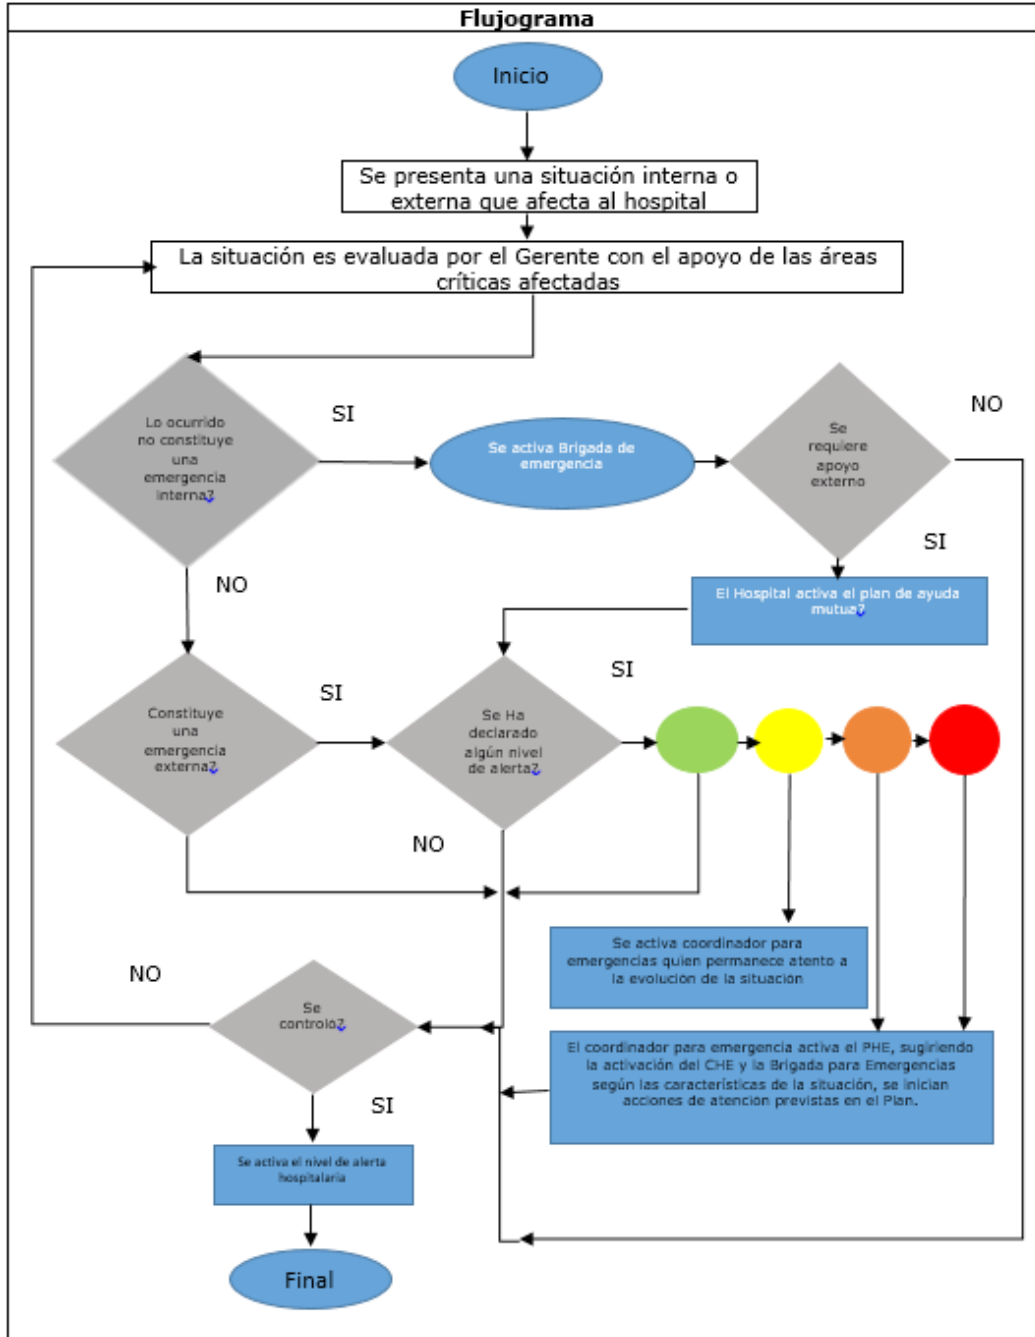 Flujograma
Inicio
Se presenta una situación interna o
externa que afecta al hospital
La situación es evaluada por el Gerente con el apoyo de las áreas
críticas afectadas
Lo ocurrido
no constituye
una
emergencia
interna?
SI
Se activa Brigada de
emergencia
Se
requiere
apoyo
externo
NO
SI
NO
El Hospital activa el plan de ayuda
mutua?
Constituye
una
emergencia
externa?
SI
Se Ha
declarado
algún nivel
de alerta?
SI
NO
Se activa coordinador para
emergencias quien permanece atento a
la evolución de la situación
NO
Se
controló?
El coordinador para emergencia activa el PHE, sugiriendo
la activación del CHE y la Brigada para Emergencias
según las características de la situación, se inician
acciones de atención previstas en el Plan.
SI
Se activa el nivel de alerta
hospitalaria
Final